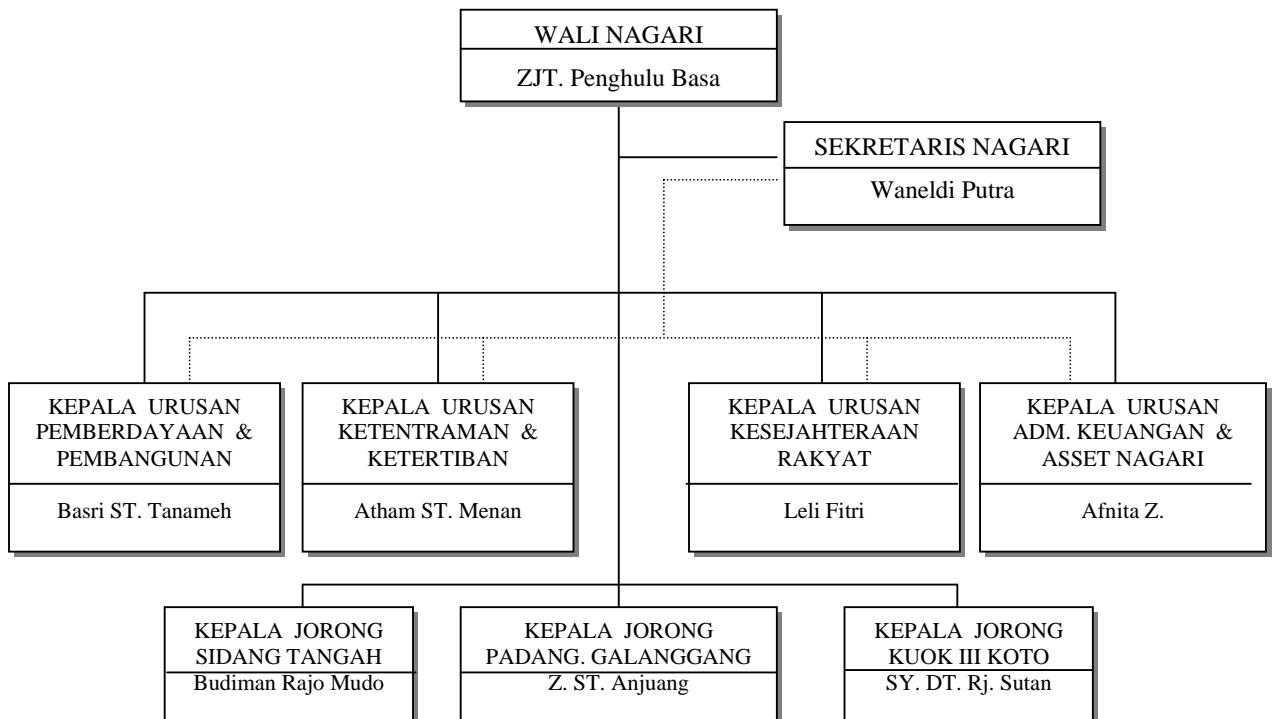 WALI NAGARI
ZJT. Penghulu Basa
SEKRETARIS NAGARI
Waneldi Putra
KEPALA URUSAN
PEMBERDAYAAN &
PEMBANGUNAN
Basri ST. Tanameh
KEPALA URUSAN
KETENTRAMAN &
KETERTIBAN
Atham ST. Menan
KEPALA URUSAN
KESEJAHTERAAN
RAKYAT
Leli Fitri
KEPALA URUSAN
ADM. KEUANGAN &
ASSET NAGARI
Afnita Z.
KEPALA JORONG
SIDANG TANGAH
Budiman Rajo Mudo
KEPALA JORONG
PADANG. GALANGGANG
Z. ST. Anjuang
KEPALA JORONG
KUOK III KOTO
SY. DT. Rj. Sutan